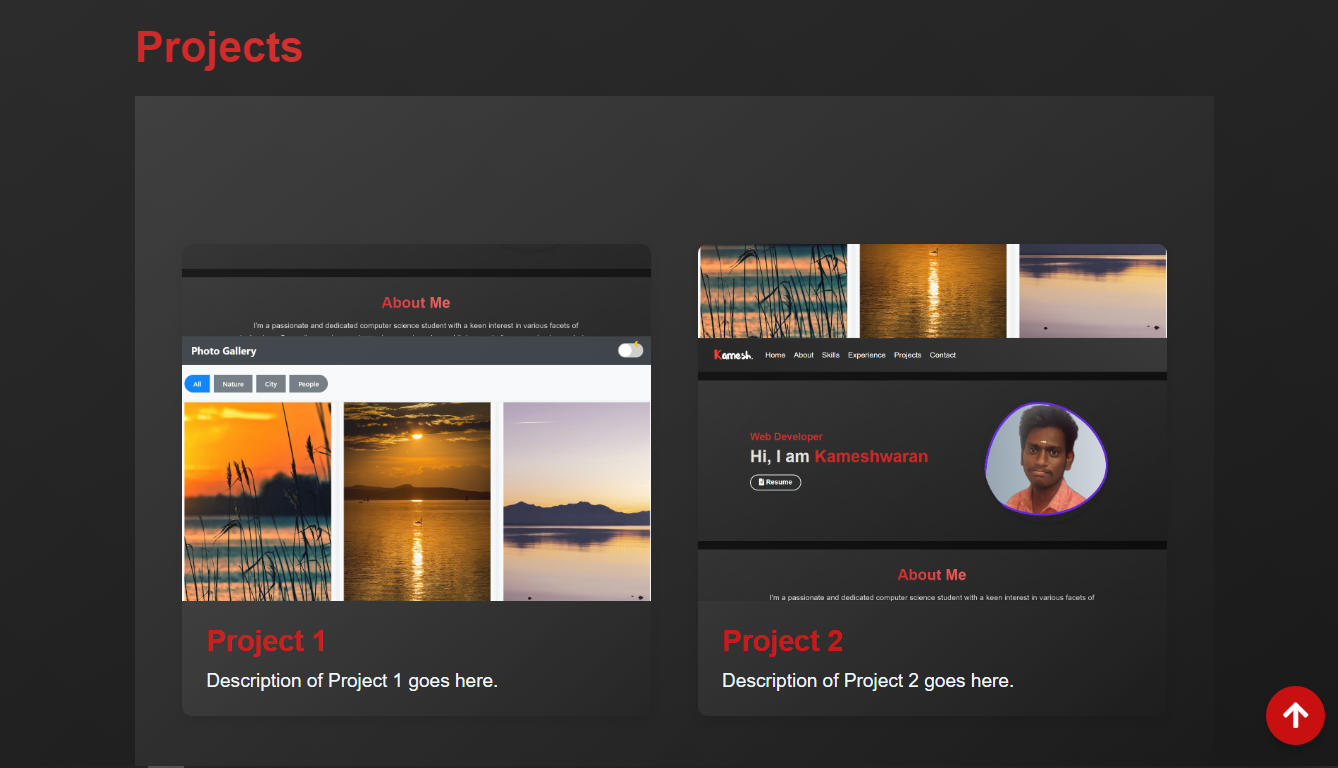 Projects
About Me
I'm a passionate and dedicated computer science student with a keen interest in various facets of
Photo Gallery
All Nature City People
Project 1
Description of Project 1 goes here.
Kamesh. Home About Skills Experience Projects Contact
Web Developer
Hi, I am Kameshwaran
Resume
About Me
I'm a passionate and dedicated computer science student with a keen interest in various facets of
Project 2
Description of Project 2 goes here.